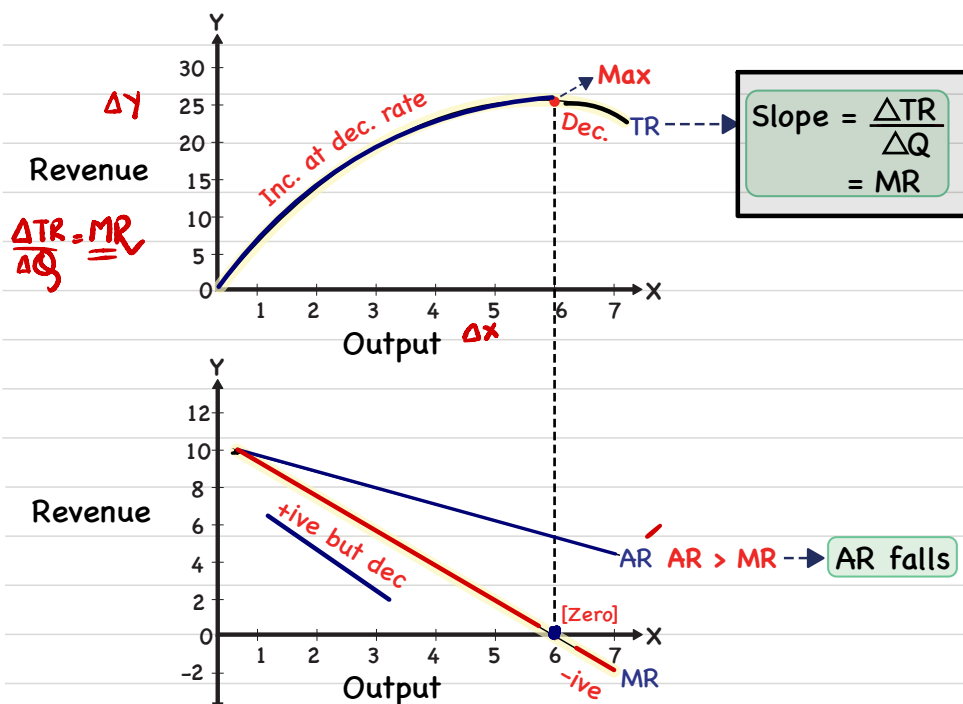 Y
30
25
20
15
10
5
0
ΔY
Revenue
ΔTR/ΔQ = MR
Inc. at dec. rate
Max
Dec.
TR
Slope = △TR/△Q
= MR
1 2 3 4 5 6 7 X
Output ΔX
Y
12
10
8
6
4
2
0
-2
Revenue
+ive but dec
AR AR > MR
AR falls
[Zero]
X
1 2 3 4 5 6 7
-ive
MR
Output